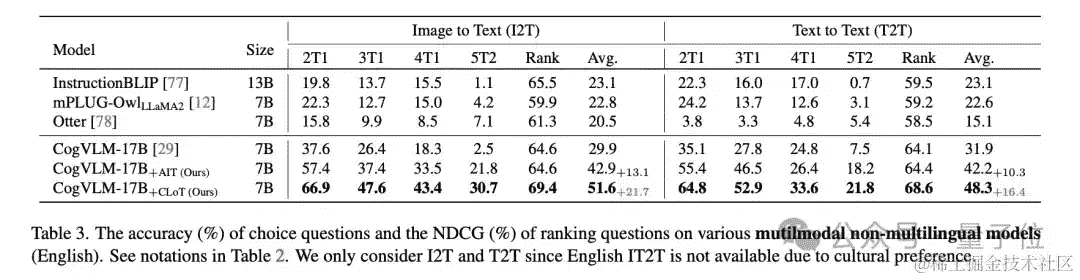 Image to Text (I2T) Text to Text (T2T)
Model Size 2T1 3T1 4T1 5T2 Rank Avg. 2T1 3T1 4T1 5T2 Rank Avg.
InstructionBLIP [77] 13B 19.8 13.7 15.5 1.1 65.5 23.1 22.3 16.0 17.0 0.7 59.5 23.1
mPLUG-OwlLLaMA2 [12] 7B 22.3 12.7 15.0 4.2 59.9 22.8 24.2 13.7 12.6 3.1 59.2 22.6
Otter [78] 7B 15.8 9.9 8.5 7.1 61.3 20.5 3.8 3.3 4.8 5.4 58.5 15.1
CogVLM-17B [29] 7B 37.6 26.4 18.3 2.5 64.6 29.9 35.1 27.8 24.8 7.5 64.1 31.9
CogVLM-17B+AIT (Ours) 7B 57.4 37.4 33.5 21.8 64.6 42.9+13.1 55.4 46.5 26.4 18.2 64.4 42.2+10.3
CogVLM-17B+CLoT (Ours) 7B 66.9 47.6 43.4 30.7 69.4 51.6+21.7 64.8 52.9 33.6 21.8 68.6 48.3+16.4
Table 3. The accuracy (%) of choice questions and the NDCG (%) of ranking questions on various mutilmodal non-multilingual models
(English). See notations in Table 2. We only consider I2T and T2T since English IT2T is not available due to cultural preference.
公众号 · 量子位
@稀土掘金技术社区